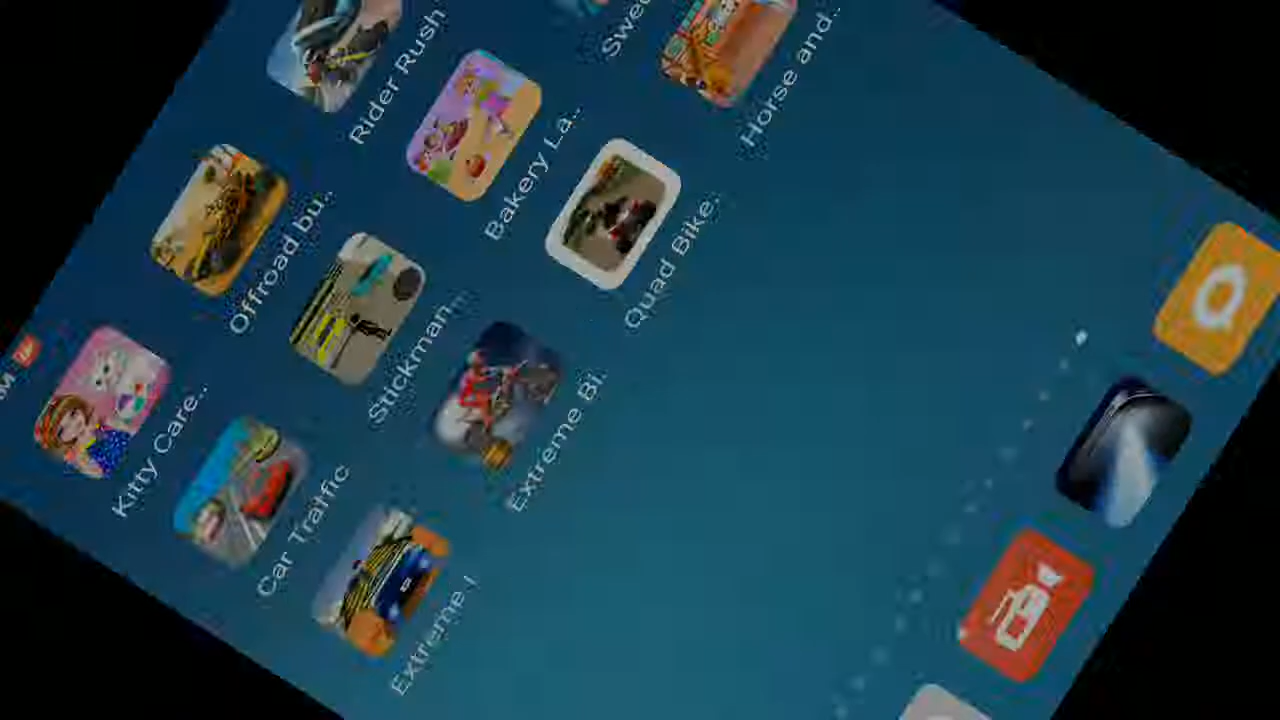 Kitty Care..
Offroad bu..
Rider Rush
Car Traffic
Stickman...
Bakery La..
Extreme
Extreme Bi..
Quad Bike..
Horse and..
Q